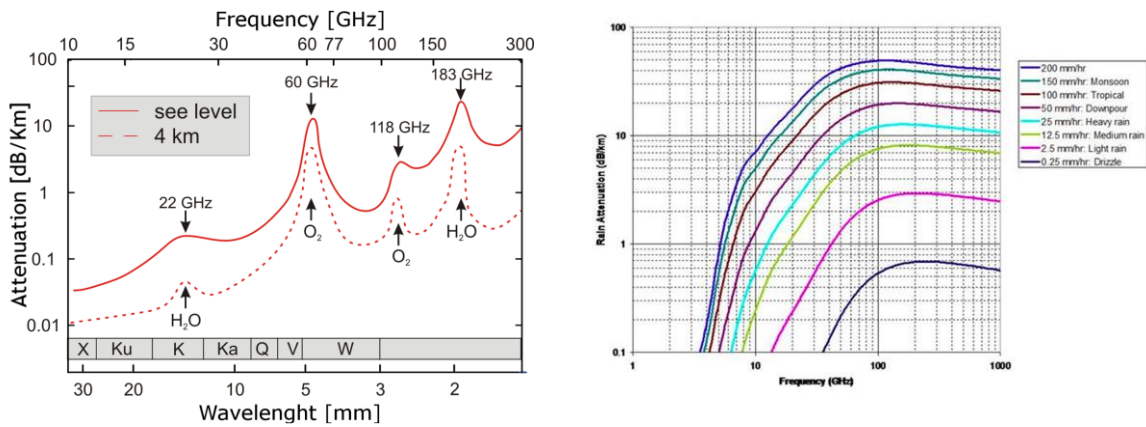 Frequency [GHz]
10 15 30 60 77 100 150 300
Attenuation [dB/Km]
100
10
1
0.1
0.01
see level
4 km
22 GHz
60 GHz
118 GHz
183 GHz
H₂O
O₂
O₂
H₂O
X Ku K Ka Q V W
30 20 10 5 3 2
Wavelenght [mm]
Rain Attenuation (dB/km)
100
10
1
0.1
1 10 100 1000
Frequency (GHz)
200 mm/hr
150 mm/hr: Monsoon
100 mm/hr: Tropical
50 mm/hr: Downpour
25 mm/hr: Heavy rain
12.5 mm/hr: Medium rain
2.5 mm/hr: Light rain
0.25 mm/hr: Drizzle